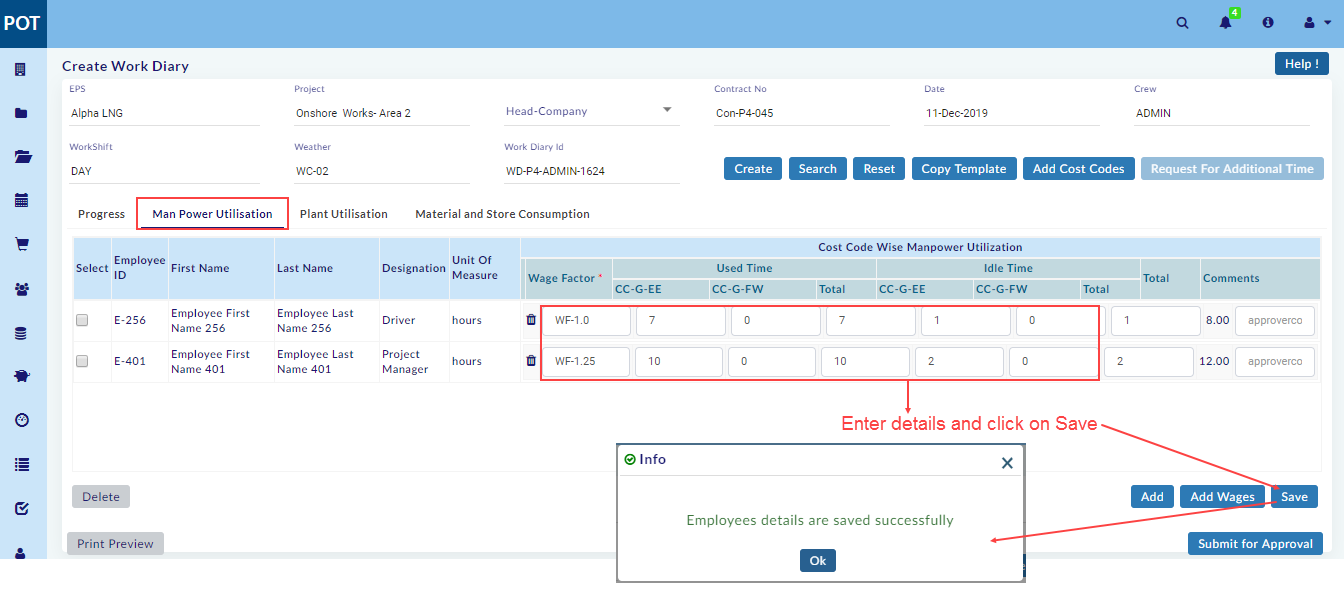 POT
4
Create Work Diary
Help !
EPS Project Contract No Date Crew
Alpha LNG Onshore Works- Area 2 Head-Company Con-P4-045 11-Dec-2019 ADMIN
WorkShift Weather Work Diary Id
DAY WC-02 WD-P4-ADMIN-1624
Create Search Reset Copy Template Add Cost Codes Request For Additional Time
Progress Man Power Utilisation Plant Utilisation Material and Store Consumption
Select Employee ID First Name Last Name Designation Unit Of Measure
Cost Code Wise Manpower Utilization
Wage Factor * Used Time Idle Time Total Comments
CC-G-EE CC-G-FW Total CC-G-EE CC-G-FW Total
E-256 Employee First Name 256 Employee Last Name 256 Driver hours WF-1.0 7 0 7 1 0 1 8.00 approverco
E-401 Employee First Name 401 Employee Last Name 401 Project Manager hours WF-1.25 10 0 10 2 0 2 12.00 approverco
Enter details and click on Save
Info
Employees details are saved successfully
Ok
Delete Add Add Wages Save
Print Preview Submit for Approval